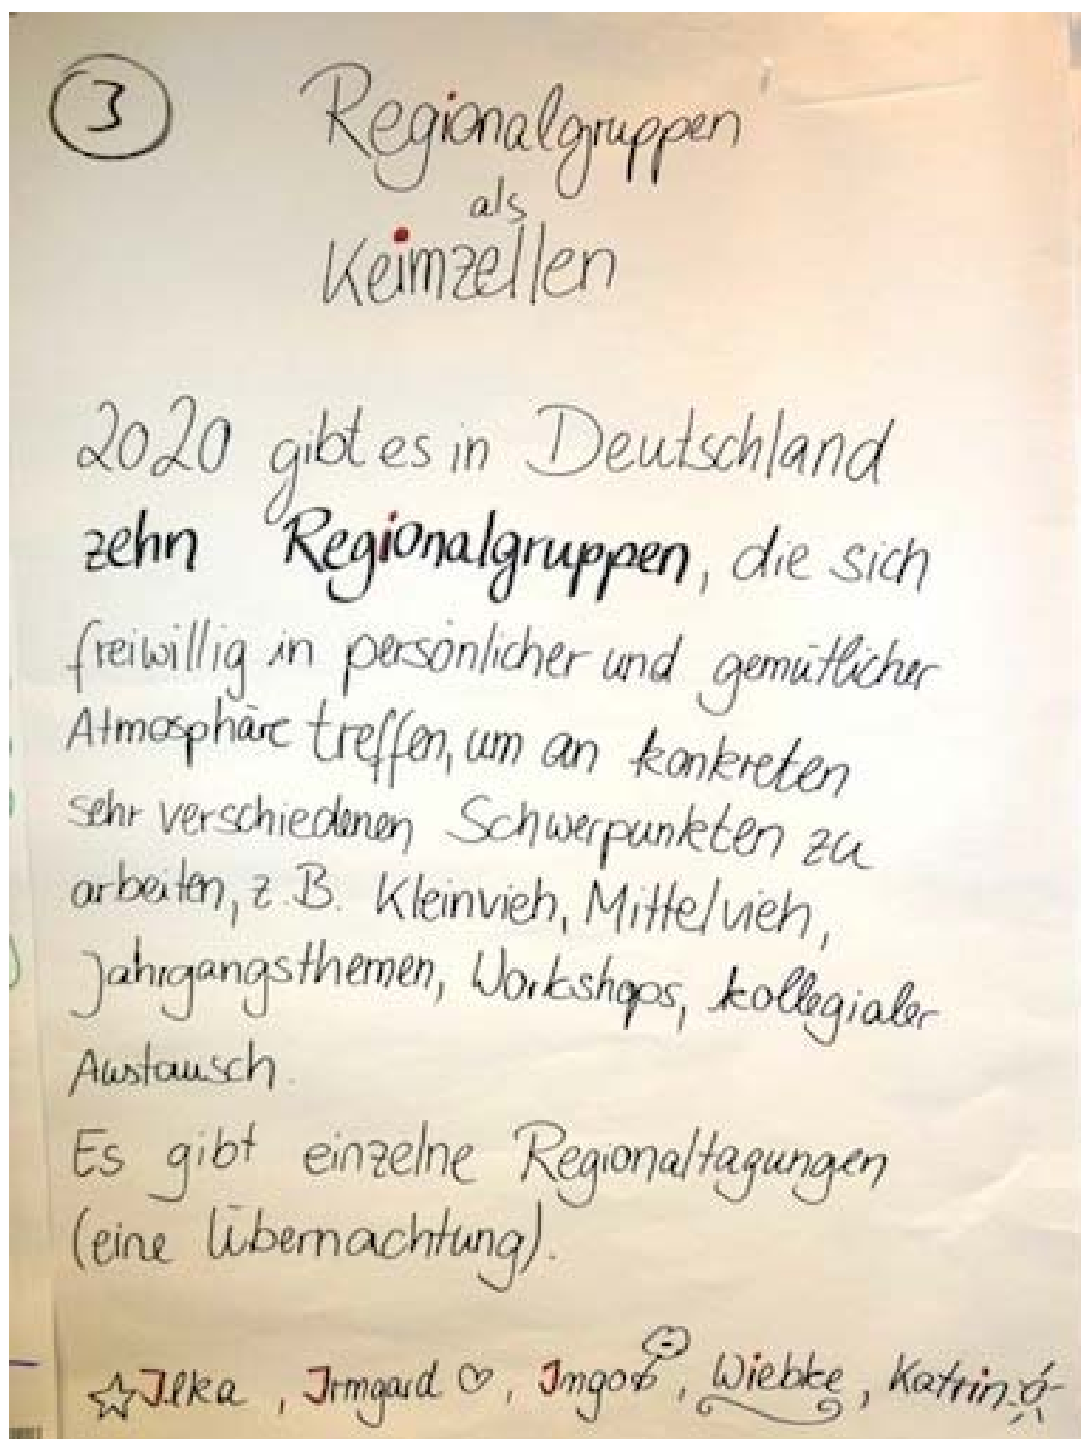 3
Regionalgruppen
als
Keimzellen
2020 gibt es in Deutschland
zehn Regionalgruppen, die sich
freiwillig in persönlicher und gemütlicher
Atmosphäre treffen, um an konkreten
sehr verschiedenen Schwerpunkten zu
arbeiten, z.B. Kleinvieh, Mittelvieh,
Jahrgangsthemen, Workshops, kollegialer
Austausch.
Es gibt einzelne Regionaltagungen
(eine Übernachtung).
Ilka, Irmgard, Imgo, Wiebke, Katrin